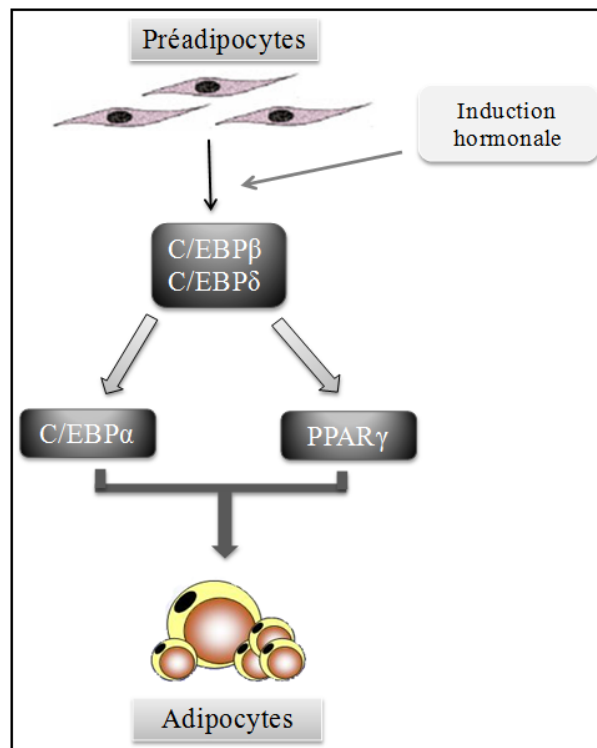 Préadipocytes
Induction
hormonale
C/EBPβ
C/EBPδ
C/EBPα
PPARγ
Adipocytes